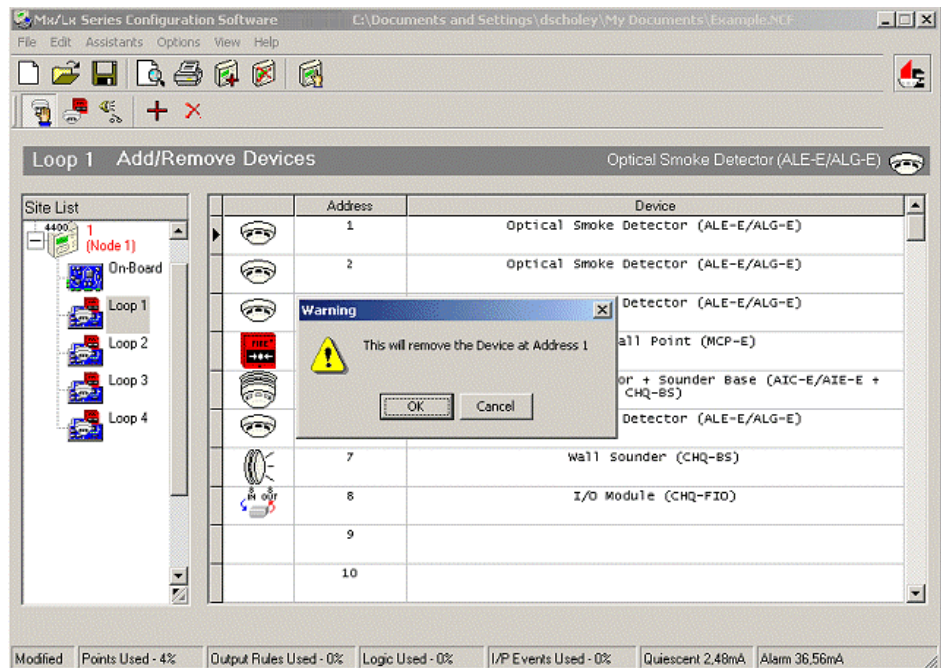 Mx/Lx Series Configuration Software C:\Documents and Settings\dscholey\My Documents\Example.NCF
File Edit Assistants Options View Help
Loop 1 Add/Remove Devices Optical Smoke Detector (ALE-E/ALG-E)
Site List
4400
1
(Node 1)
On-Board
Loop 1
Loop 2
Loop 3
Loop 4
Address Device
1 Optical Smoke Detector (ALE-E/ALG-E)
2 Optical Smoke Detector (ALE-E/ALG-E)
Detector (ALE-E/ALG-E)
FIRE
all Point (MCP-E)
or + Sounder Base (AIC-E/AIE-E +
CHQ-BS)
Detector (ALE-E/ALG-E)
7 Wall Sounder (CHQ-BS)
IN OUT
8 I/O Module (CHQ-FIO)
9
10
Warning
This will remove the Device at Address 1
OK Cancel
Modified Points Used - 4% Output Rules Used - 0% Logic Used - 0% I/P Events Used - 0% Quiescent 2,48mA Alarm 36,56mA